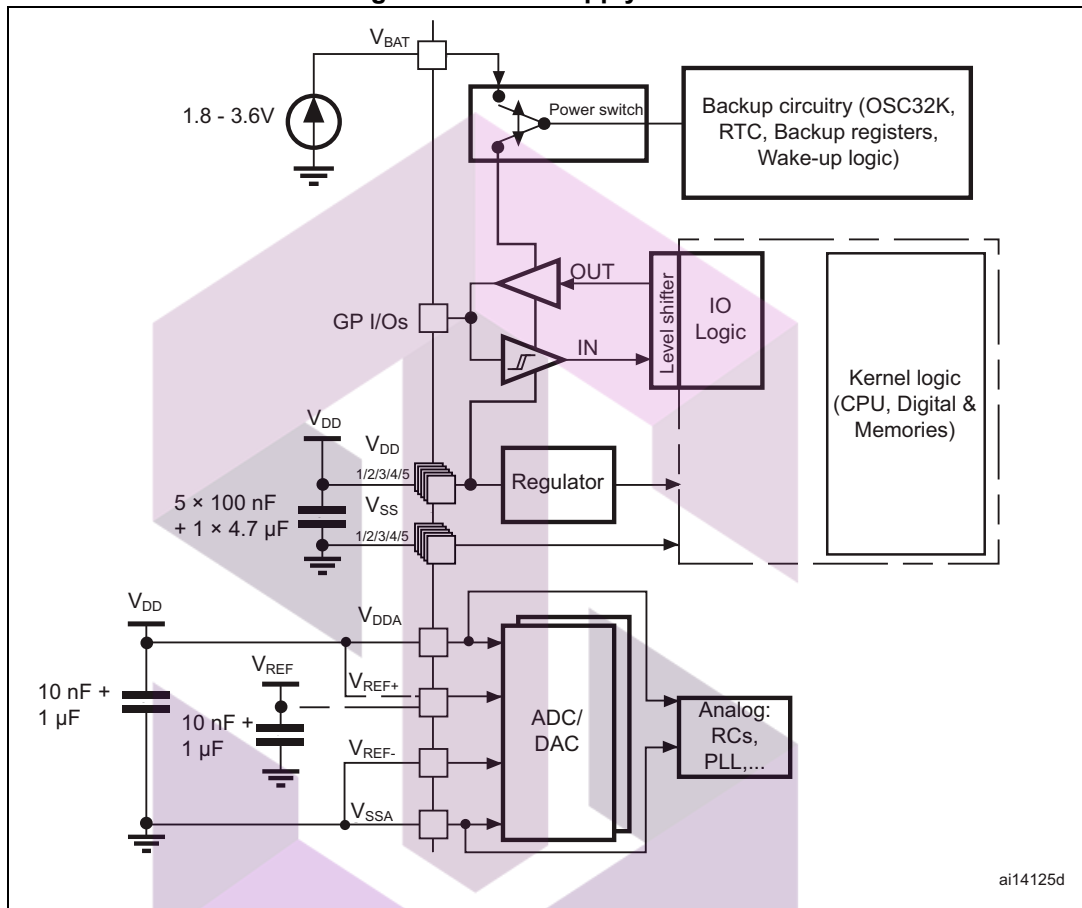 V_BAT
1.8 - 3.6V
Power switch
Backup circuitry (OSC32K,
RTC, Backup registers,
Wake-up logic)
OUT
GP I/Os
IN
Level shifter
IO
Logic
Kernel logic
(CPU, Digital &
Memories)
V_DD
V_DD
1/2/3/4/5
Regulator
5 × 100 nF
+ 1 × 4.7 µF
V_SS
1/2/3/4/5
V_DD
V_DDA
V_REF
V_REF+
10 nF +
1 µF
10 nF +
1 µF
ADC/
DAC
Analog:
RCs,
PLL,...
V_REF-
V_SSA
ai14125d